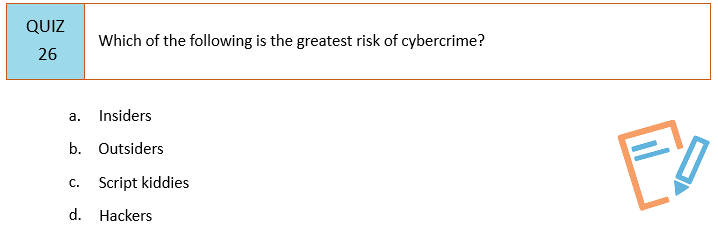 QUIZ
26
Which of the following is the greatest risk of cybercrime?
a. Insiders
b. Outsiders
c. Script kiddies
d. Hackers